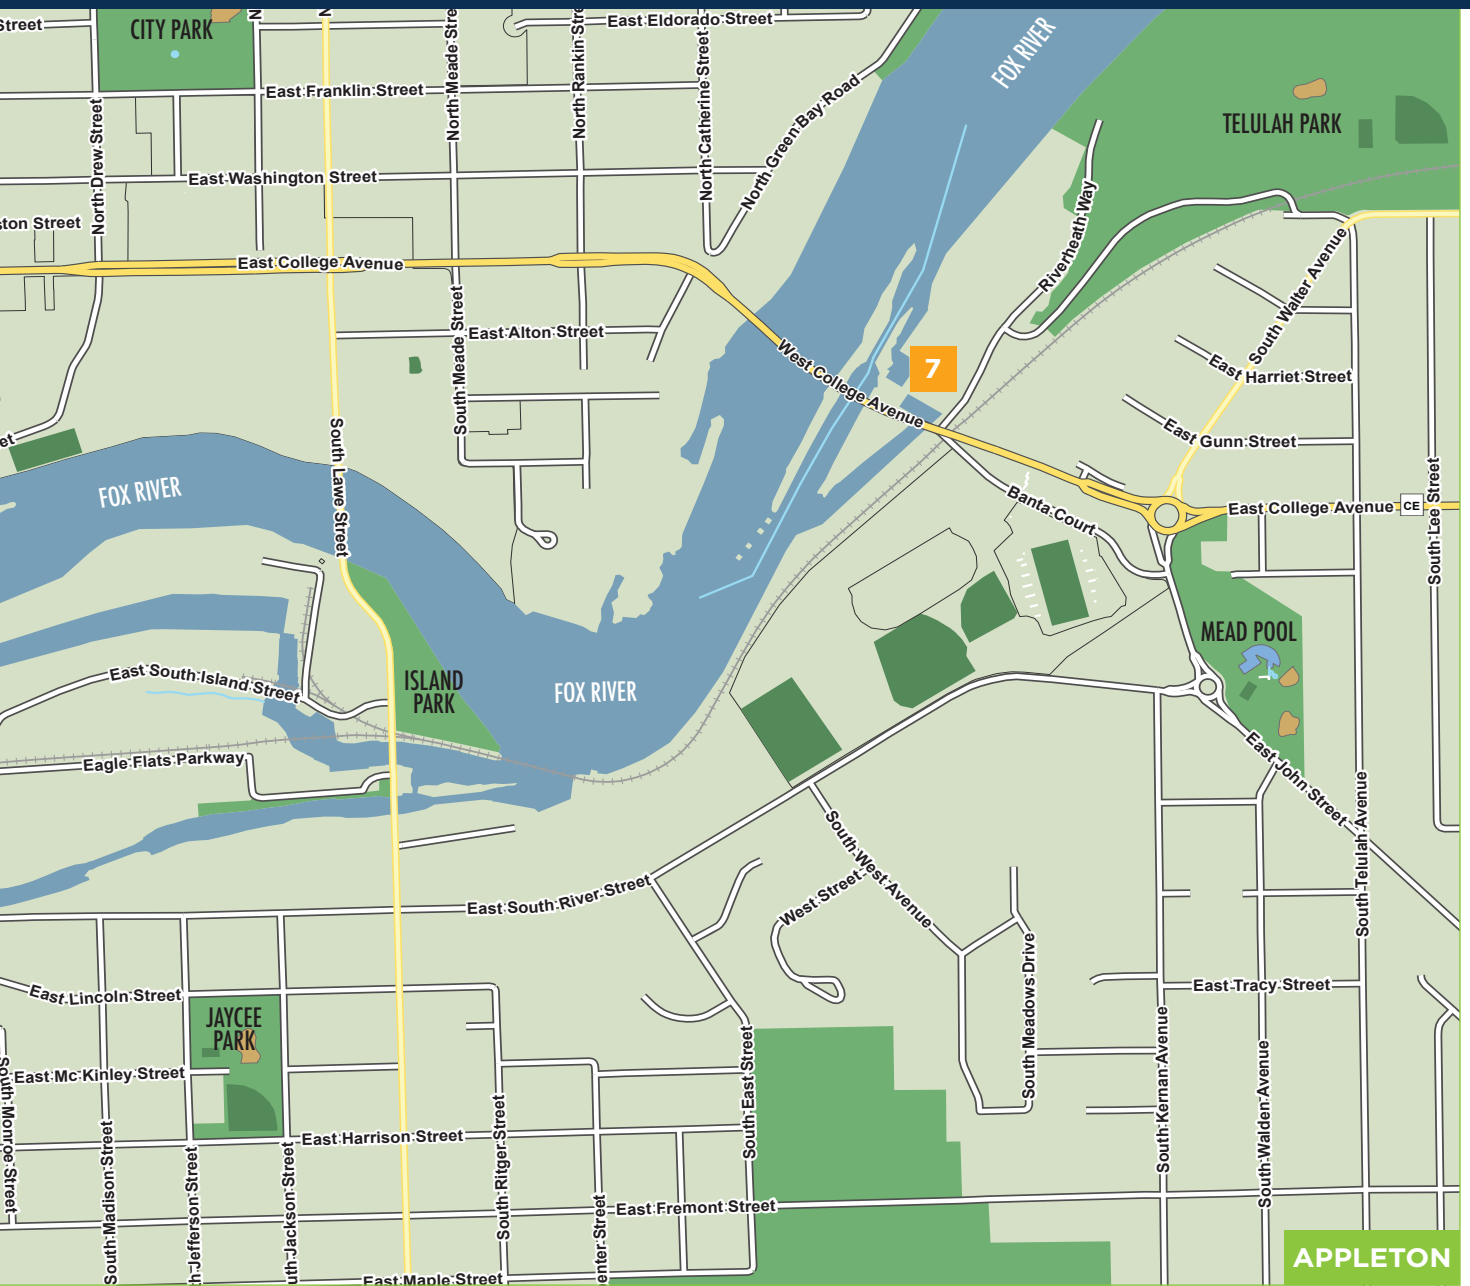 Street
CITY PARK
East Eldorado Street
FOX RIVER
East Franklin Street
North Drew Street
North Meade Stre
North Rankin Stre
North Catherine Street
North Green Bay Road
TELULAH PARK
East Washington Street
ston Street
East College Avenue
Riverheath Way
South Walter Avenue
East Alton Street
South Meade Street
West College Avenue
7
East Harriet Street
East Gunn Street
South Lawe Street
et
FOX RIVER
Banta Court
East College Avenue
CE
South Lee Street
MEAD POOL
East South Island Street
ISLAND
PARK
FOX RIVER
Eagle Flats Parkway
East John Street
South Telulah Avenue
South West Avenue
West Street
East South River Street
East Lincoln Street
JAYCEE
PARK
East Tracy Street
South Meadows Drive
East Mc Kinley Street
South Monroe Street
South East Street
South Kernan Avenue
South Walden Avenue
East Harrison Street
South Ritger Street
South Madison Street
h Jefferson Street
uth Jackson Street
enter Street
East Fremont Street
East Maple Street
APPLETON